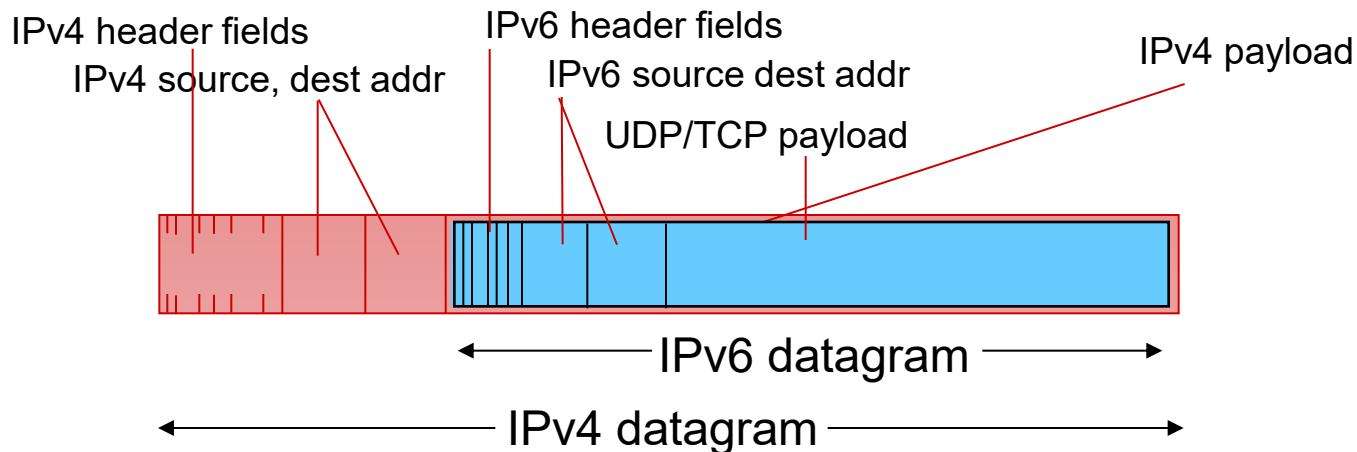 IPv4 header fields
IPv6 header fields
IPv4 payload
IPv4 source, dest addr
IPv6 source dest addr
UDP/TCP payload
IPv6 datagram
IPv4 datagram